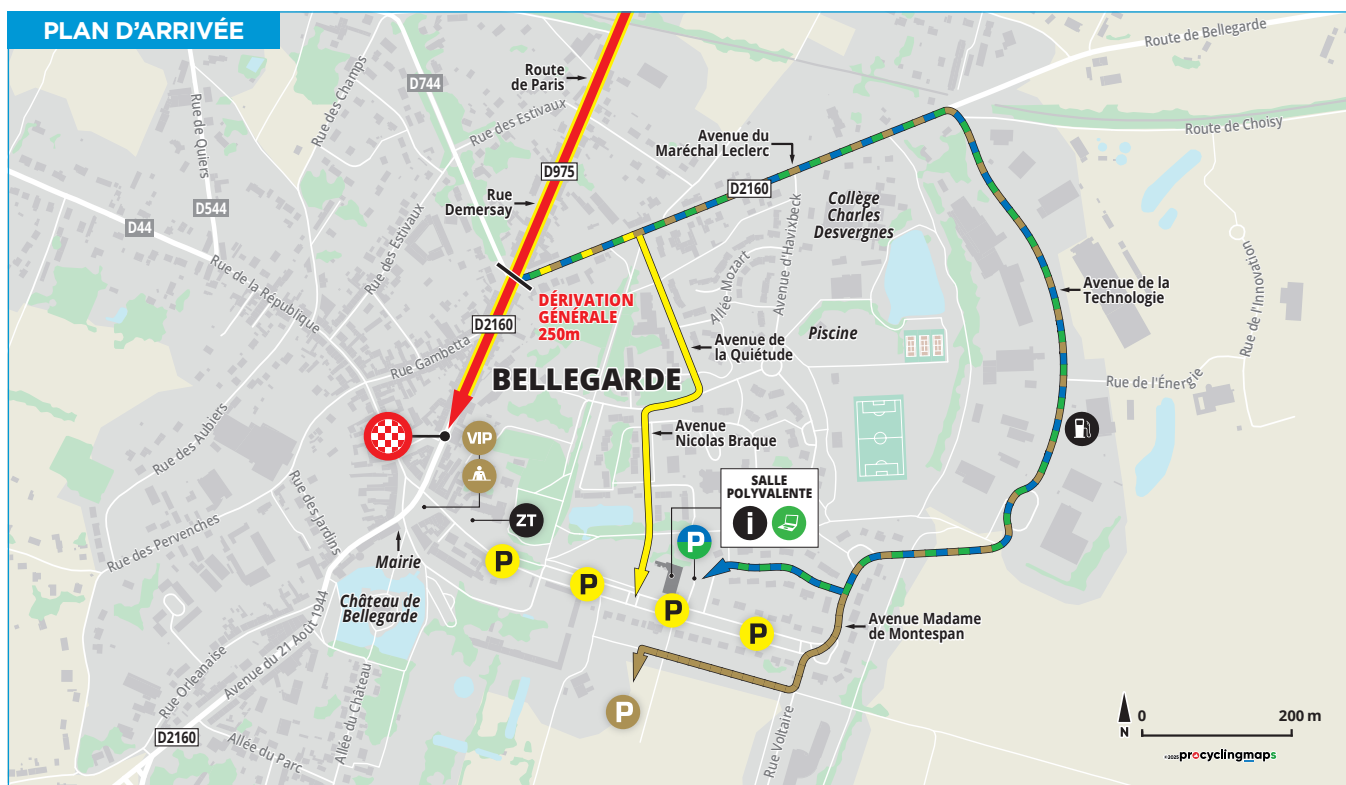 PLAN D'ARRIVÉE
Route de Bellegarde
Route
de Paris
D744
Rue des Champs
Rue de Quiers
Rue des Estivaux
Avenue du
Maréchal Leclerc
Route de Choisy
D975
D2160
Rue
Demersay
D544
D44
Collège
Charles
Desvergnes
Rue des Estivaux
Avenue d'Havixbeck
Allée Mozart
Rue de l'Innovation
Rue de la République
DÉRIVATION
GÉNÉRALE
250m
Avenue de la
Technologie
D2160
Piscine
Avenue de
la Quiétude
Rue Gambetta
BELLEGARDE
Rue de l'Énergie
Rue des Aubiers
VIP
Avenue
Nicolas Braque
SALLE
POLYVALENTE
i
ZT
P
Rue des Jardins
Rue des Pervenches
Mairie
P
P
P
P
Château de
Bellegarde
Avenue Madame
de Montespan
Rue Orleanaise
Avenue du 21 Août 1944
P
Allée du Château
Rue Voltaire
D2160
Allée du Parc
N
0
200 m
©2025 procyclingmaps